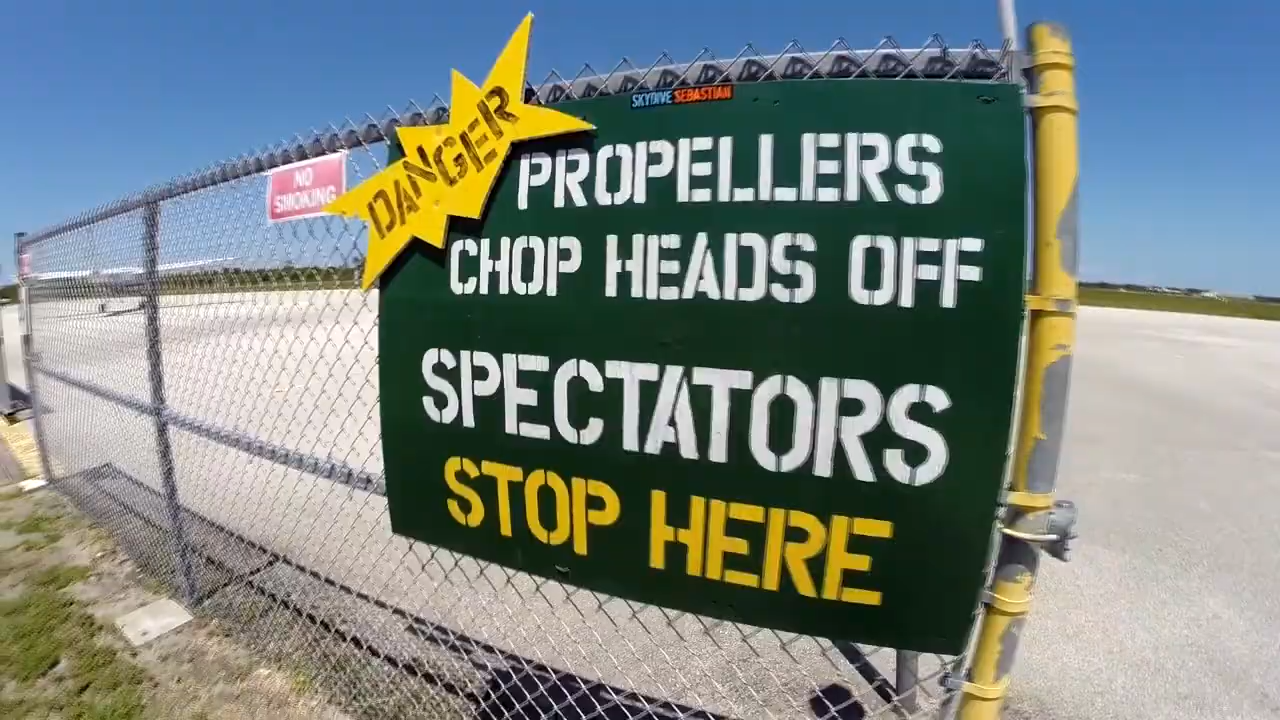 SKYDIVE SEBASTIAN
DANGER
NO
SMOKING
PROPELLERS
CHOP HEADS OFF
SPECTATORS
STOP HERE